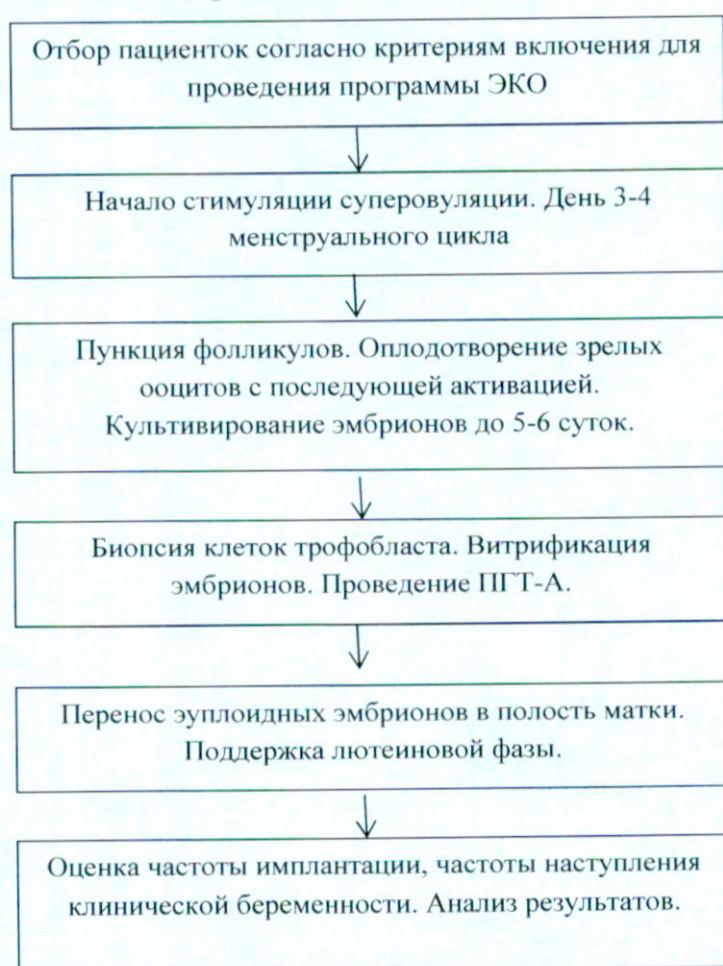 Отбор пациенток согласно критериям включения для
проведения программы ЭКО
Начало стимуляции суперовуляции. День 3-4
менструального цикла
Пункция фолликулов. Оплодотворение зрелых
ооцитов с последующей активацией.
Культивирование эмбрионов до 5-6 суток.
Биопсия клеток трофобласта. Витрификация
эмбрионов. Проведение ПГТ-А.
Перенос эуплоидных эмбрионов в полость матки.
Поддержка лютеиновой фазы.
Оценка частоты имплантации, частоты наступления
клинической беременности. Анализ результатов.